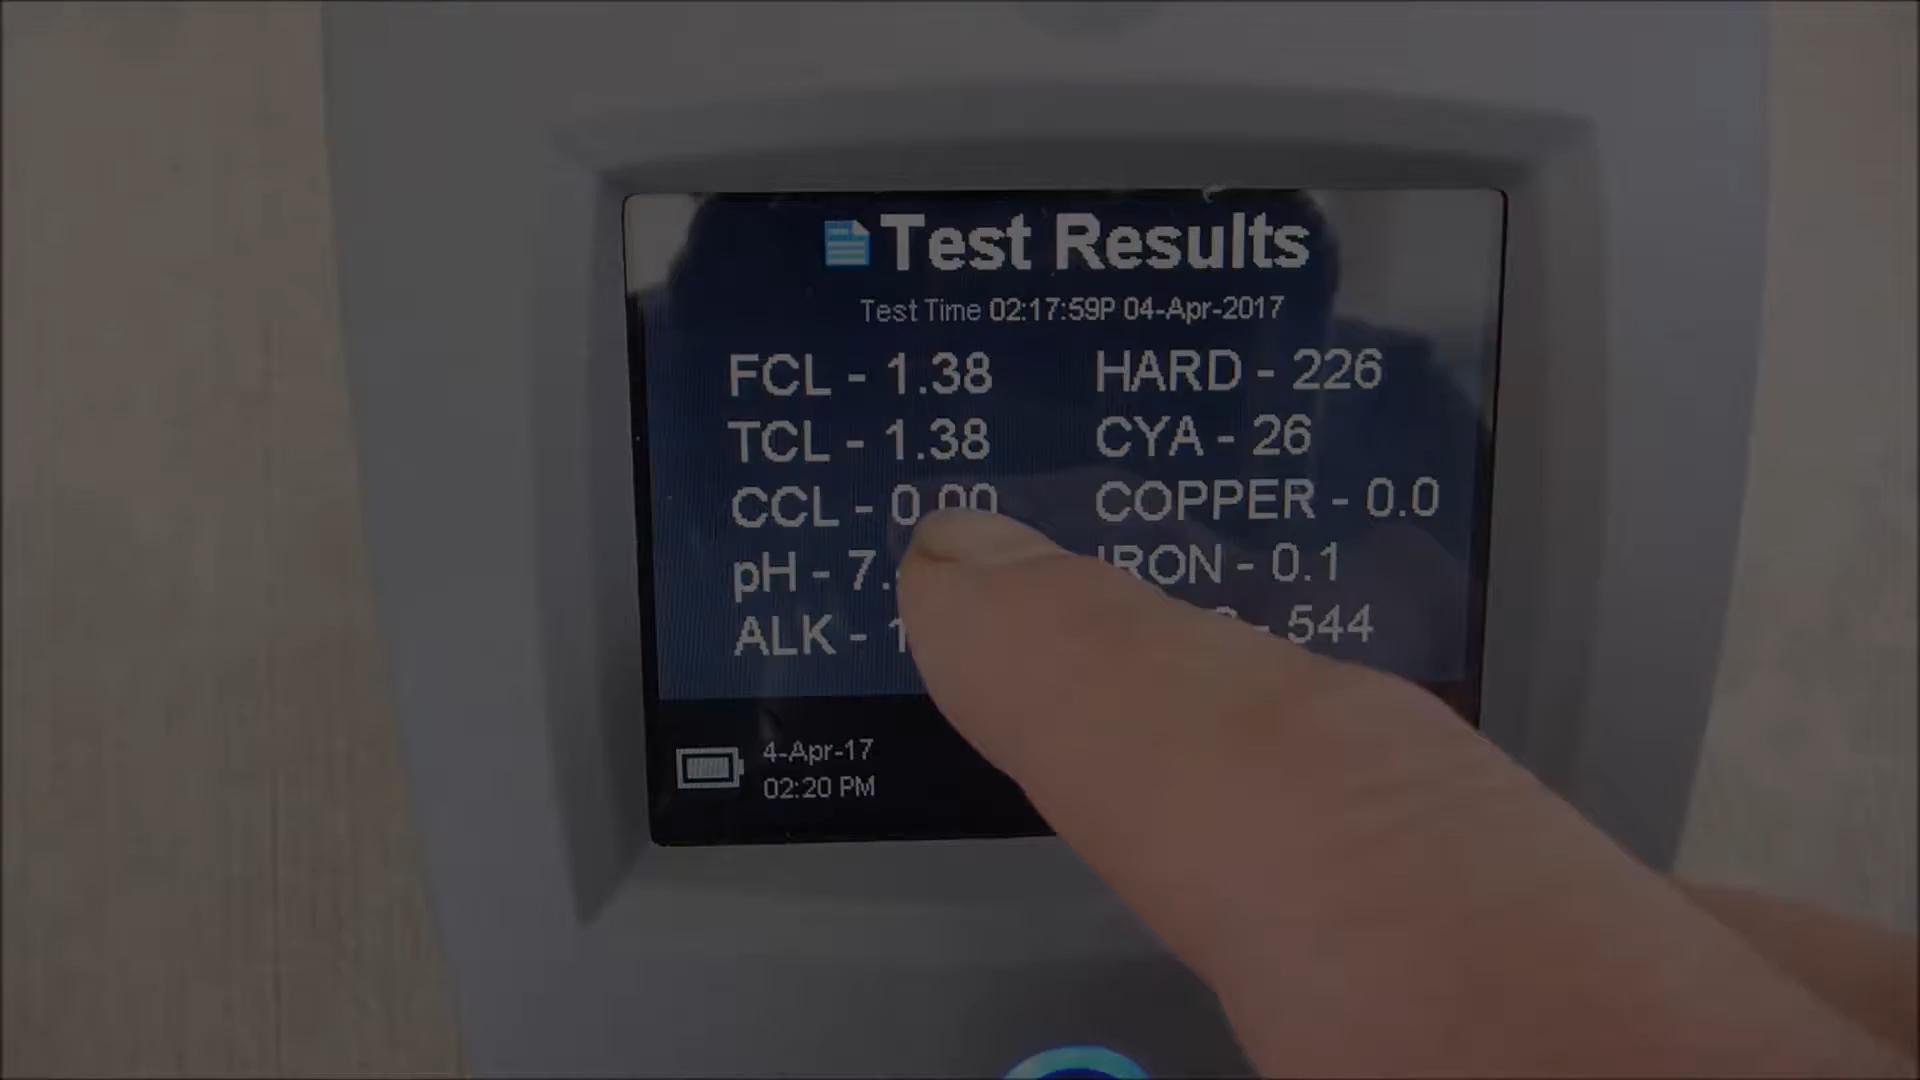 Test Results
Test Time 02:17:59P 04-Apr-2017
FCL - 1.38
TCL - 1.38
CCL - 0.00
pH - 7.
ALK - 1
HARD - 226
CYA - 26
COPPER - 0.0
IRON - 0.1
- 544
4-Apr-17
02:20 PM